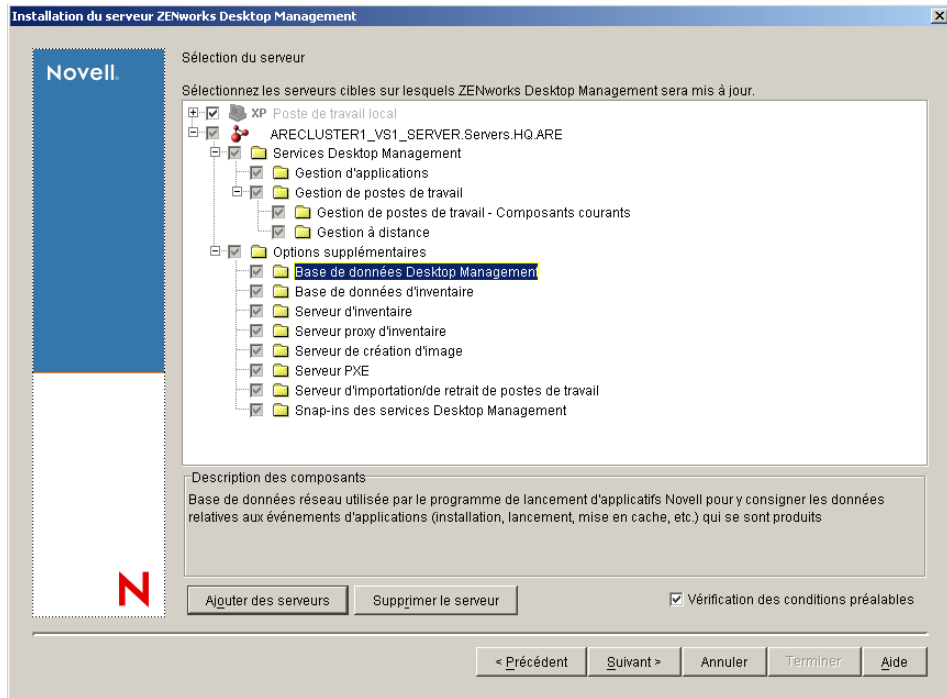 Installation du serveur ZENworks Desktop Management
Novell.
Sélection du serveur
Sélectionnez les serveurs cibles sur lesquels ZENworks Desktop Management sera mis à jour.
XP Poste de travail local
ARECLUSTER1_VS1_SERVER.Servers.HQ.ARE
Services Desktop Management
Gestion d'applications
Gestion de postes de travail
Gestion de postes de travail - Composants courants
Gestion à distance
Options supplémentaires
Base de données Desktop Management
Base de données d'inventaire
Serveur d'inventaire
Serveur proxy d'inventaire
Serveur de création d'image
Serveur PXE
Serveur d'importation/de retrait de postes de travail
Snap-ins des services Desktop Management
Description des composants
Base de données réseau utilisée par le programme de lancement d'applicatifs Novell pour y consigner les données
relatives aux événements d'applications (installation, lancement, mise en cache, etc.) qui se sont produits
N
Ajouter des serveurs
Supprimer le serveur
Vérification des conditions préalables
< Précédent
Suivant >
Annuler
Terminer
Aide